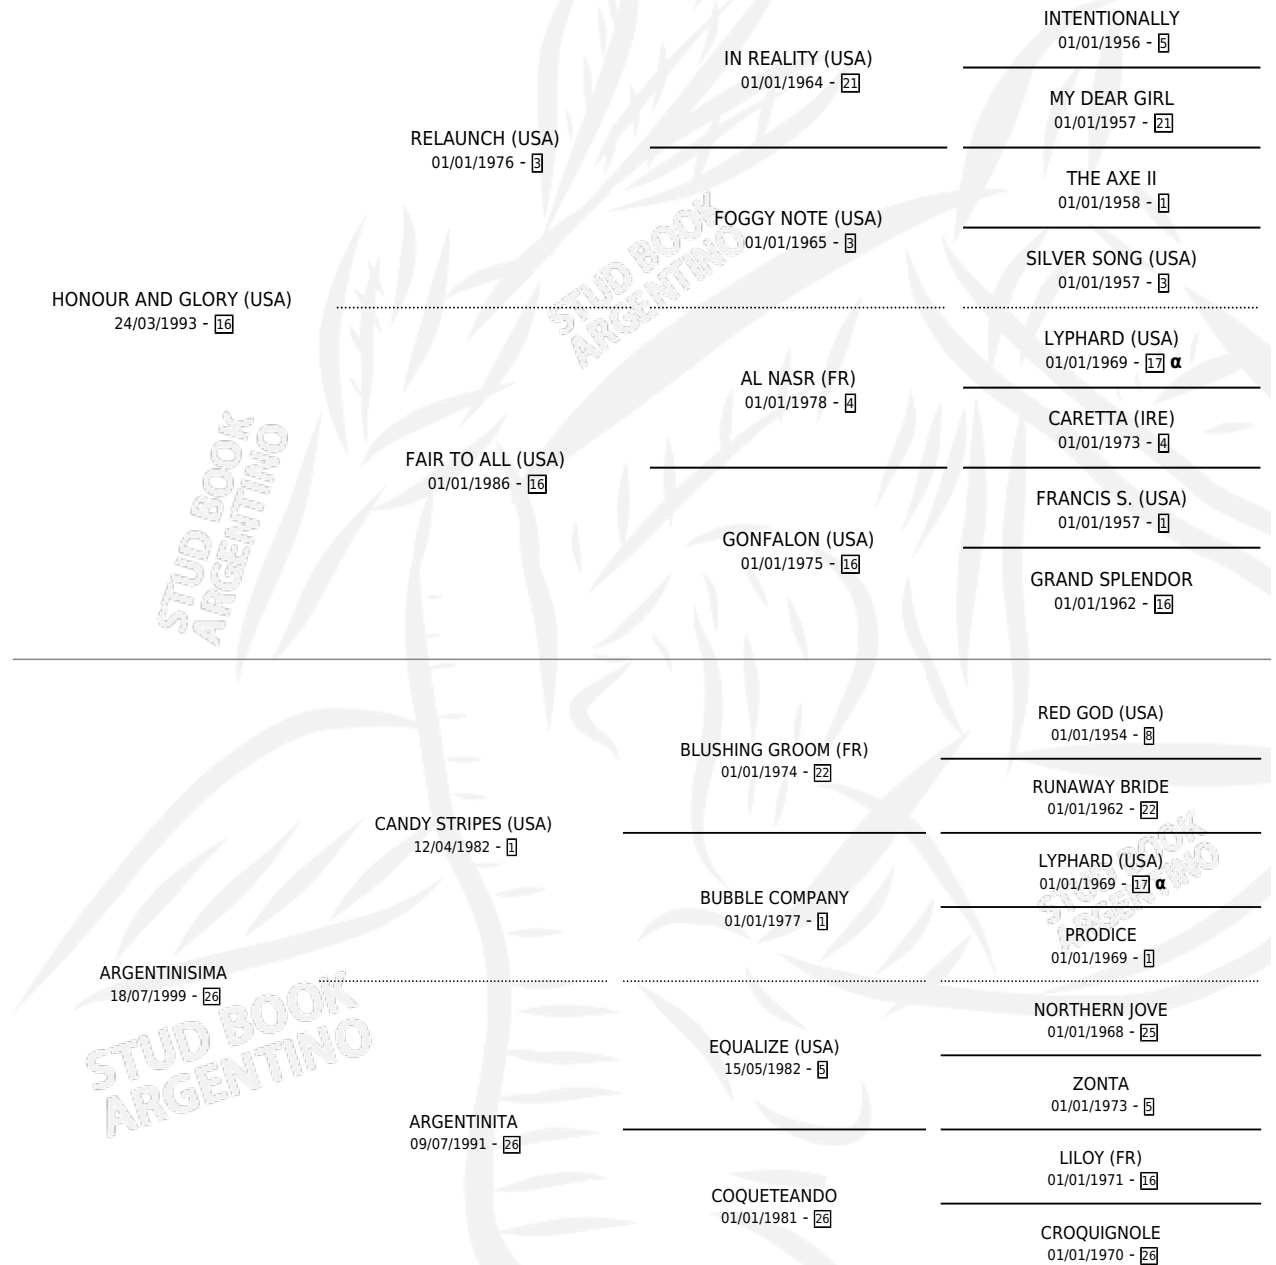 INTENTIONALLY
01/01/1956 - 5
IN REALITY (USA)
01/01/1964 - 21
MY DEAR GIRL
01/01/1957 - 21
RELAUNCH (USA)
01/01/1976 - 3
THE AXE II
01/01/1958 - 1
FOGGY NOTE (USA)
01/01/1965 - 3
SILVER SONG (USA)
01/01/1957 - 3
HONOUR AND GLORY (USA)
24/03/1993 - 16
LYPHARD (USA)
01/01/1969 - 17 α
AL NASR (FR)
01/01/1978 - 4
CARETTA (IRE)
01/01/1973 - 4
FAIR TO ALL (USA)
01/01/1986 - 16
FRANCIS S. (USA)
01/01/1957 - 1
GONFALON (USA)
01/01/1975 - 16
GRAND SPLENDOR
01/01/1962 - 16
RED GOD (USA)
01/01/1954 - 8
BLUSHING GROOM (FR)
01/01/1974 - 22
RUNAWAY BRIDE
01/01/1962 - 22
CANDY STRIPES (USA)
12/04/1982 - 1
LYPHARD (USA)
01/01/1969 - 17 α
BUBBLE COMPANY
01/01/1977 - 1
PRODICE
01/01/1969 - 1
ARGENTINISIMA
18/07/1999 - 26
NORTHERN JOVE
01/01/1968 - 25
EQUALIZE (USA)
15/05/1982 - 5
ZONTA
01/01/1973 - 5
ARGENTINITA
09/07/1991 - 26
LILOY (FR)
01/01/1971 - 16
COQUETEANDO
01/01/1981 - 26
CROQUIGNOLE
01/01/1970 - 26
STUD BOOK
ARGENTINO
STUD BOOK
ARGENTINO
STUD BOOK
ARGENTINO
STUD BOOK
ARGENTINO